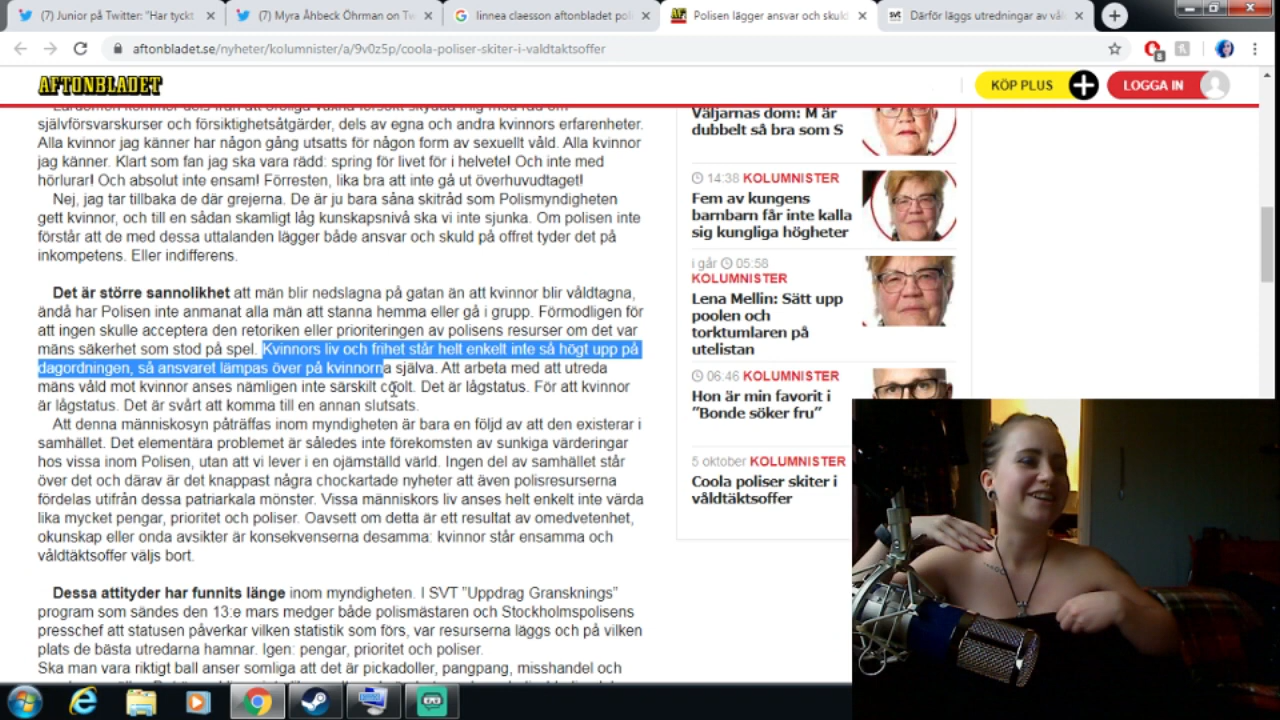 (7) Junior på Twitter: "Har tyckt
(7) Myra Åhbeck Öhrman on Tw
linnea claesson aftonbladet poli
Polisen lägger ansvar och skuld
svt Därför läggs utredningar av vål
aftonbladet.se/nyheter/kolumnister/a/9v0z5p/coola-poliser-skiter-i-valdtaktsoffer
AFTONBLADET
KÖP PLUS
LOGGA IN
självförsvarskurser och försiktighetsåtgärder, dels av egna och andra kvinnors erfarenheter.
Alla kvinnor jag känner har någon gång utsatts för någon form av sexuellt våld. Alla kvinnor
jag känner. Klart som fan jag ska vara rädd: spring för livet för i helvete! Och inte med
hörlurar! Och absolut inte ensam! Förresten, lika bra att inte gå ut överhuvudtaget!
Nej, jag tar tillbaka de där grejerna. De är ju bara såna skitråd som Polismyndigheten
gett kvinnor, och till en sådan skamligt låg kunskapsnivå ska vi inte sjunka. Om polisen inte
förstår att de med dessa uttalanden lägger både ansvar och skuld på offret tyder det på
inkompetens. Eller indifferens.
Det är större sannolikhet att män blir nedslagna på gatan än att kvinnor blir våldtagna,
ändå har Polisen inte anmanat alla män att stanna hemma eller gå i grupp. Förmodligen för
att ingen skulle acceptera den retoriken eller prioriteringen av polisens resurser om det var
mäns säkerhet som stod på spel. Kvinnors liv och frihet står helt enkelt inte så högt upp på
dagordningen, så ansvaret lämpas över på kvinnorna själva. Att arbeta med att utreda
mäns våld mot kvinnor anses nämligen inte särskilt coolt. Det är lågstatus. För att kvinnor
är lågstatus. Det är svårt att komma till en annan slutsats.
Att denna människosyn påträffas inom myndigheten är bara en följd av att den existerar i
samhället. Det elementära problemet är således inte förekomsten av sunkiga värderingar
hos vissa inom Polisen, utan att vi lever i en ojämställd värld. Ingen del av samhället står
över det och därav är det knappast några chockartade nyheter att även polisresurserna
fördelas utifrån dessa patriarkala mönster. Vissa människors liv anses helt enkelt inte värda
lika mycket pengar, prioritet och poliser. Oavsett om detta är ett resultat av omedvetenhet,
okunskap eller onda avsikter är konsekvenserna desamma: kvinnor står ensamma och
våldtäktsoffer väljs bort.
Dessa attityder har funnits länge inom myndigheten. I SVT "Uppdrag Gransknings"
program som sändes den 13:e mars medger både polismästaren och Stockholmspolisens
presschef att statusen påverkar vilken statistik som förs, var resurserna läggs och på vilken
plats de bästa utredarna hamnar. Igen: pengar, prioritet och poliser.
Ska man vara riktigt ball anser somliga att det är pickadoller, pangpang, misshandel och
Väljarnas dom: M är
dubbelt så bra som S
14:38 KOLUMNISTER
Fem av kungens
barnbarn får inte kalla
sig kungliga högheter
i går 05:58
KOLUMNISTER
Lena Mellin: Sätt upp
poolen och
torktumlaren på
utelistan
06:46 KOLUMNISTER
Hon är min favorit i
"Bonde söker fru"
5 oktober KOLUMNISTER
Coola poliser skiter i
våldtäktsoffer